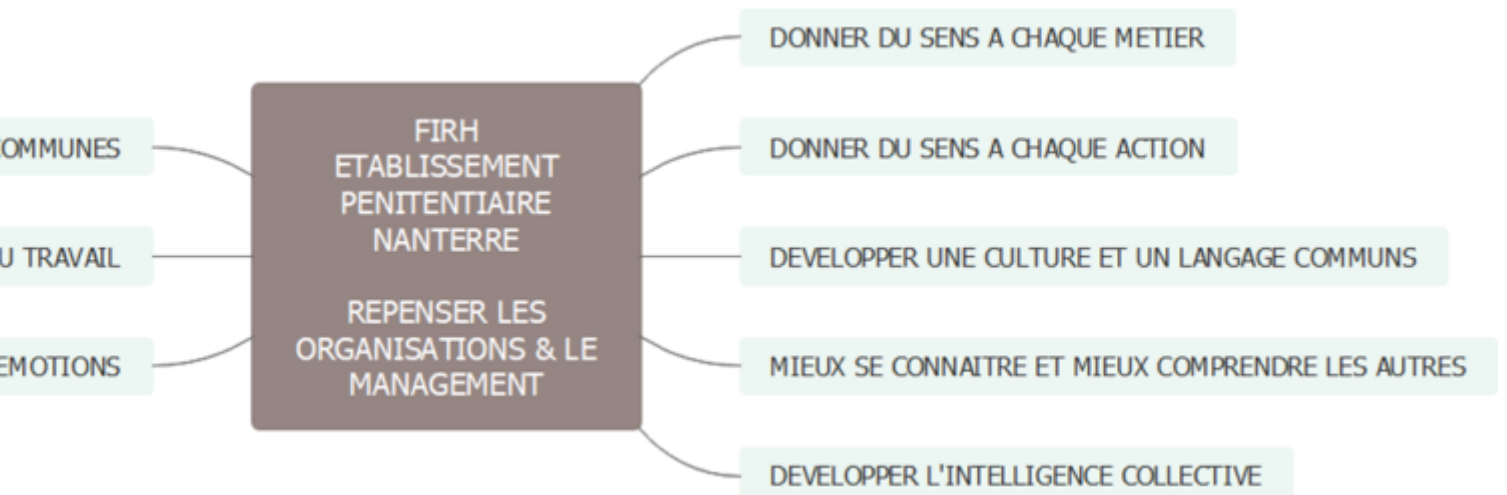 COMMUNES
U TRAVAIL
EMOTIONS
FIRH
ETABLISSEMENT
PENITENTIAIRE
NANTERRE
REPENSER LES
ORGANISATIONS & LE
MANAGEMENT
DONNER DU SENS A CHAQUE METIER
DONNER DU SENS A CHAQUE ACTION
DEVELOPPER UNE CULTURE ET UN LANGAGE COMMUNS
MIEUX SE CONNAITRE ET MIEUX COMPRENDRE LES AUTRES
DEVELOPPER L'INTELLIGENCE COLLECTIVE